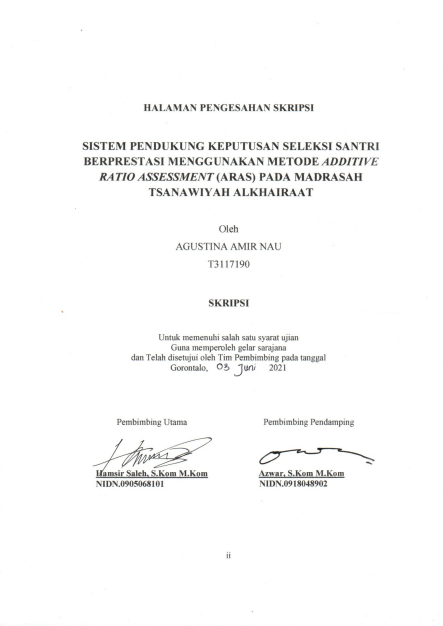 HALAMAN PENGESAHAN SKRIPSI
SISTEM PENDUKUNG KEPUTUSAN SELEKSI SANTRI
BERPRESTASI MENGGUNAKAN METODE ADDITIVE
RATIO ASSESSMENT (ARAS) PADA MADRASAH
TSANAWIYAH ALKHAIRAAT
Oleh
AGUSTINA AMIR NAU
T3117190
SKRIPSI
Untuk memenuhi salah satu syarat ujian
Guna memperoleh gelar sarajana
dan Telah disetujui oleh Tim Pembimbing pada tanggal
Gorontalo, 03 Juni 2021
Pembimbing Utama
Pembimbing Pendamping
Hamsir Saleh, S.Kom M.Kom
NIDN.0905068101
Azwar, S.Kom M.Kom
NIDN.0918048902
ii